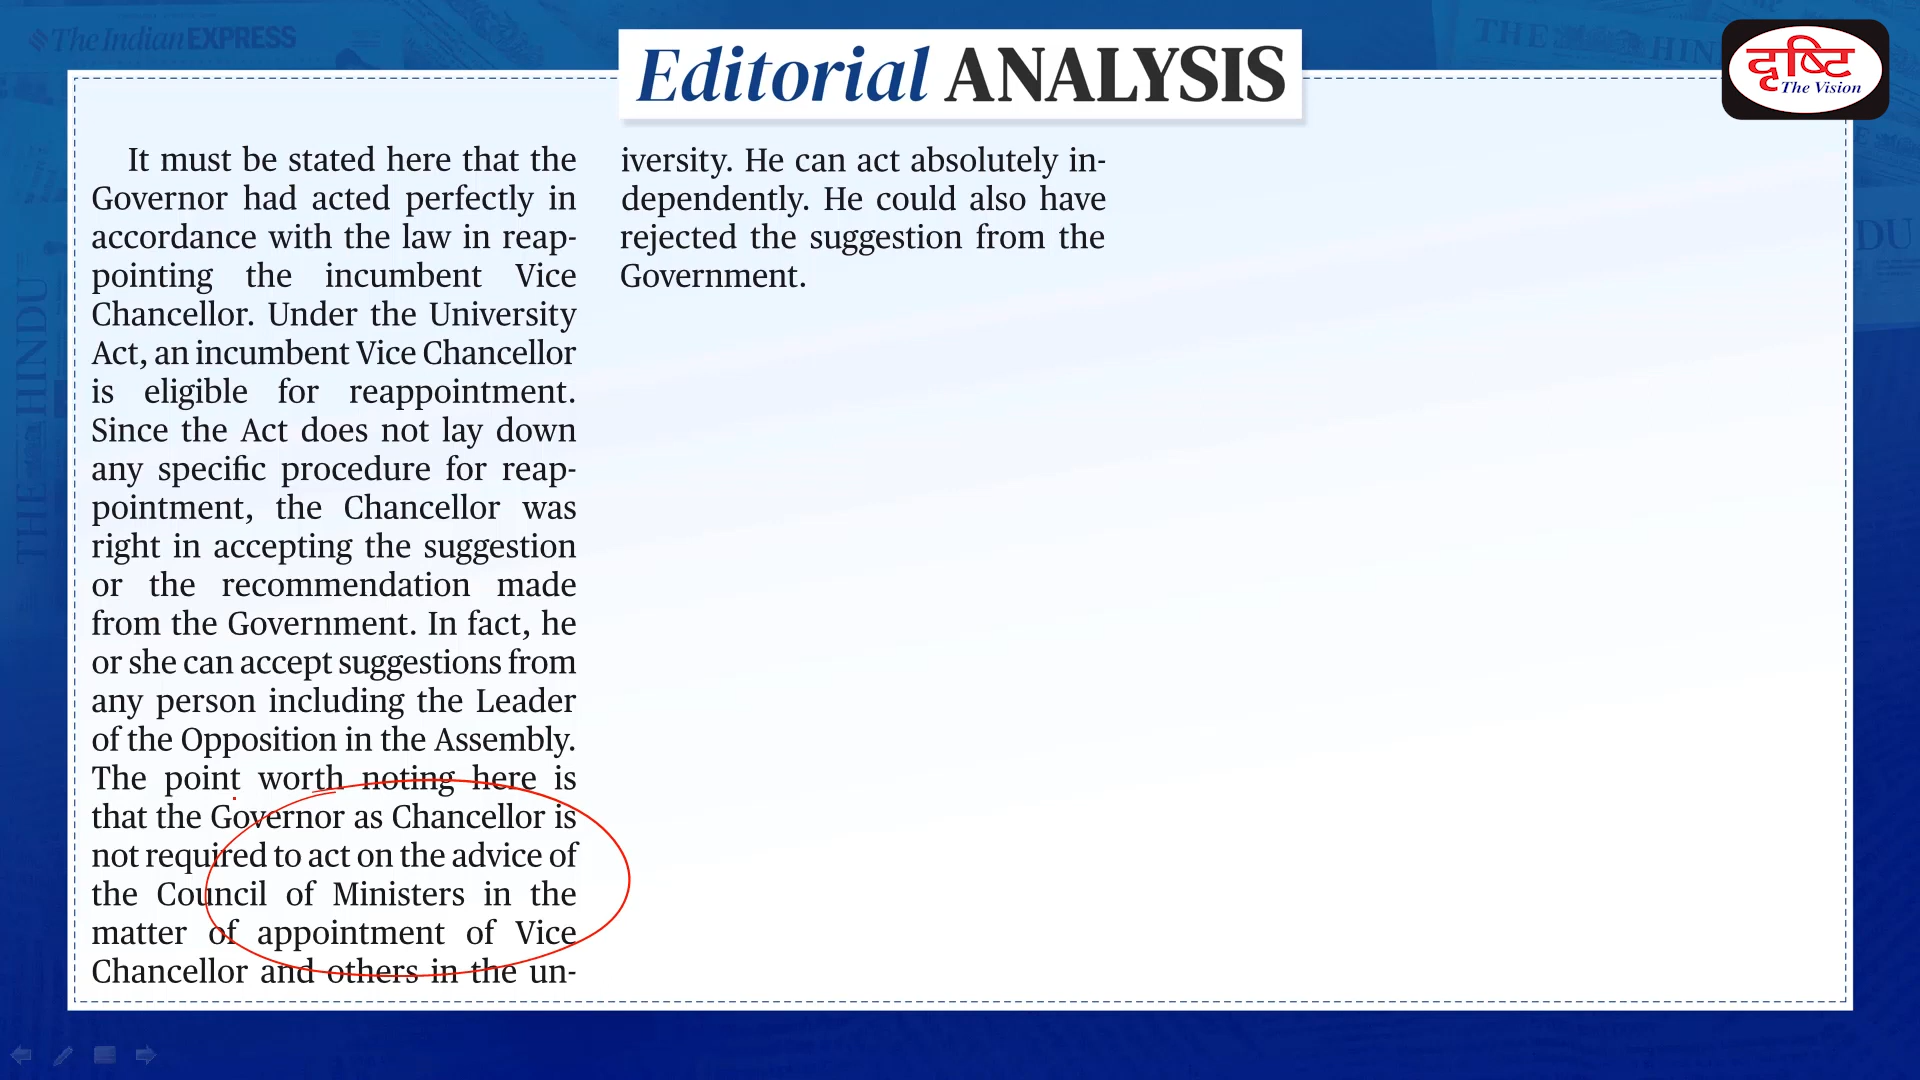 The Indian EXPRESS
THE HINDU
Editorial ANALYSIS
दृष्टि
The Vision
It must be stated here that the
Governor had acted perfectly in
accordance with the law in reap-
pointing the incumbent Vice
Chancellor. Under the University
Act, an incumbent Vice Chancellor
is eligible for reappointment.
Since the Act does not lay down
any specific procedure for reap-
pointment, the Chancellor was
right in accepting the suggestion
or the recommendation made
from the Government. In fact, he
or she can accept suggestions from
any person including the Leader
of the Opposition in the Assembly.
The point worth noting here is
that the Governor as Chancellor is
not required to act on the advice of
the Council of Ministers in the
matter of appointment of Vice
Chancellor and others in the un-
iversity. He can act absolutely in-
dependently. He could also have
rejected the suggestion from the
Government.